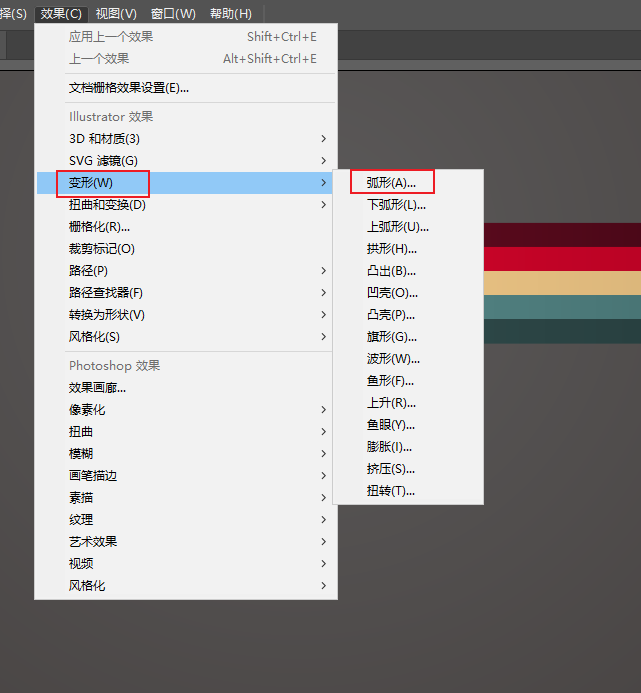 择(S) 效果(C) 视图(V) 窗口(W) 帮助(H)
应用上一个效果 Shift+Ctrl+E
上一个效果 Alt+Shift+Ctrl+E
文档栅格效果设置(E)...
Illustrator 效果
3D 和材质(3)
SVG 滤镜(G)
变形(W)
扭曲和变换(D)
栅格化(R)...
裁剪标记(O)
路径(P)
路径查找器(F)
转换为形状(V)
风格化(S)
Photoshop 效果
效果画廊...
像素化
扭曲
模糊
画笔描边
素描
纹理
艺术效果
视频
风格化
弧形(A)...
下弧形(L)...
上弧形(U)...
拱形(H)...
凸出(B)...
凹壳(O)...
凸壳(P)...
旗形(G)...
波形(W)...
鱼形(F)...
上升(R)...
鱼眼(Y)...
膨胀(I)...
挤压(S)...
扭转(T)...